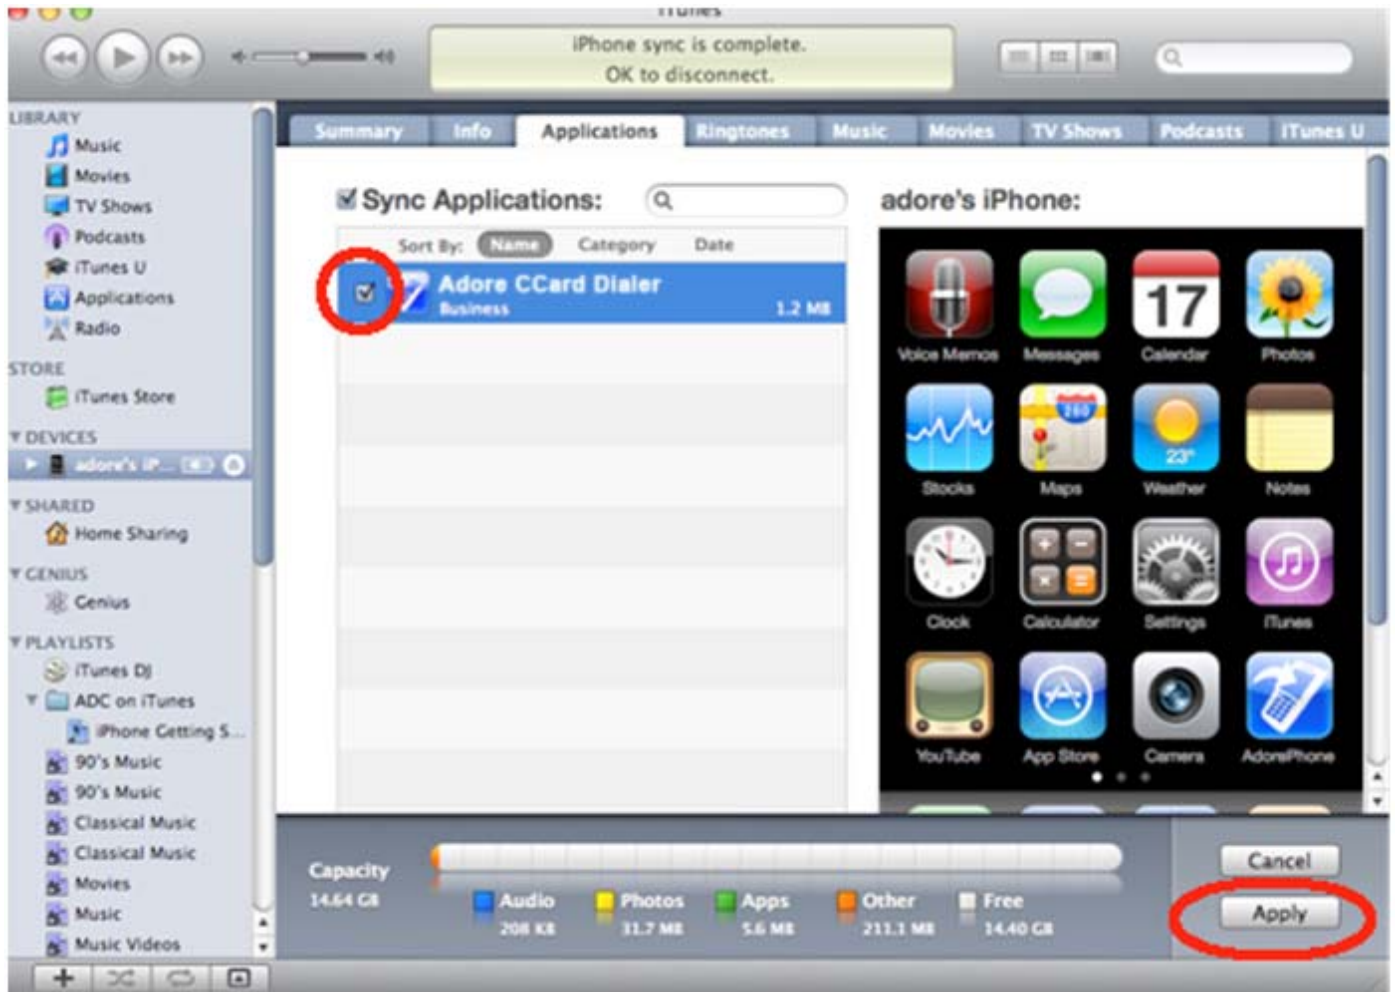 iTunes
iPhone sync is complete.
OK to disconnect.
LIBRARY
Music
Movies
TV Shows
Podcasts
iTunes U
Applications
Radio
STORE
iTunes Store
DEVICES
adore's iP...
SHARED
Home Sharing
GENIUS
Genius
PLAYLISTS
iTunes DJ
ADC on iTunes
iPhone Getting S...
90's Music
90's Music
Classical Music
Classical Music
Movies
Music
Music Videos
Summary Info Applications Ringtones Music Movies TV Shows Podcasts iTunes U
Sync Applications:
Sort By: Name Category Date
Adore CCard Dialer
Business 1.2 MB
adore's iPhone:
17
Voice Memos Messages Calendar Photos
280
23°
Stocks Maps Weather Notes
Clock Calculator Settings iTunes
YouTube App Store Camera AdorePhone
Capacity
14.64 GB
Audio Photos Apps Other Free
208 KB 31.7 MB 5.6 MB 211.1 MB 14.40 GB
Cancel
Apply